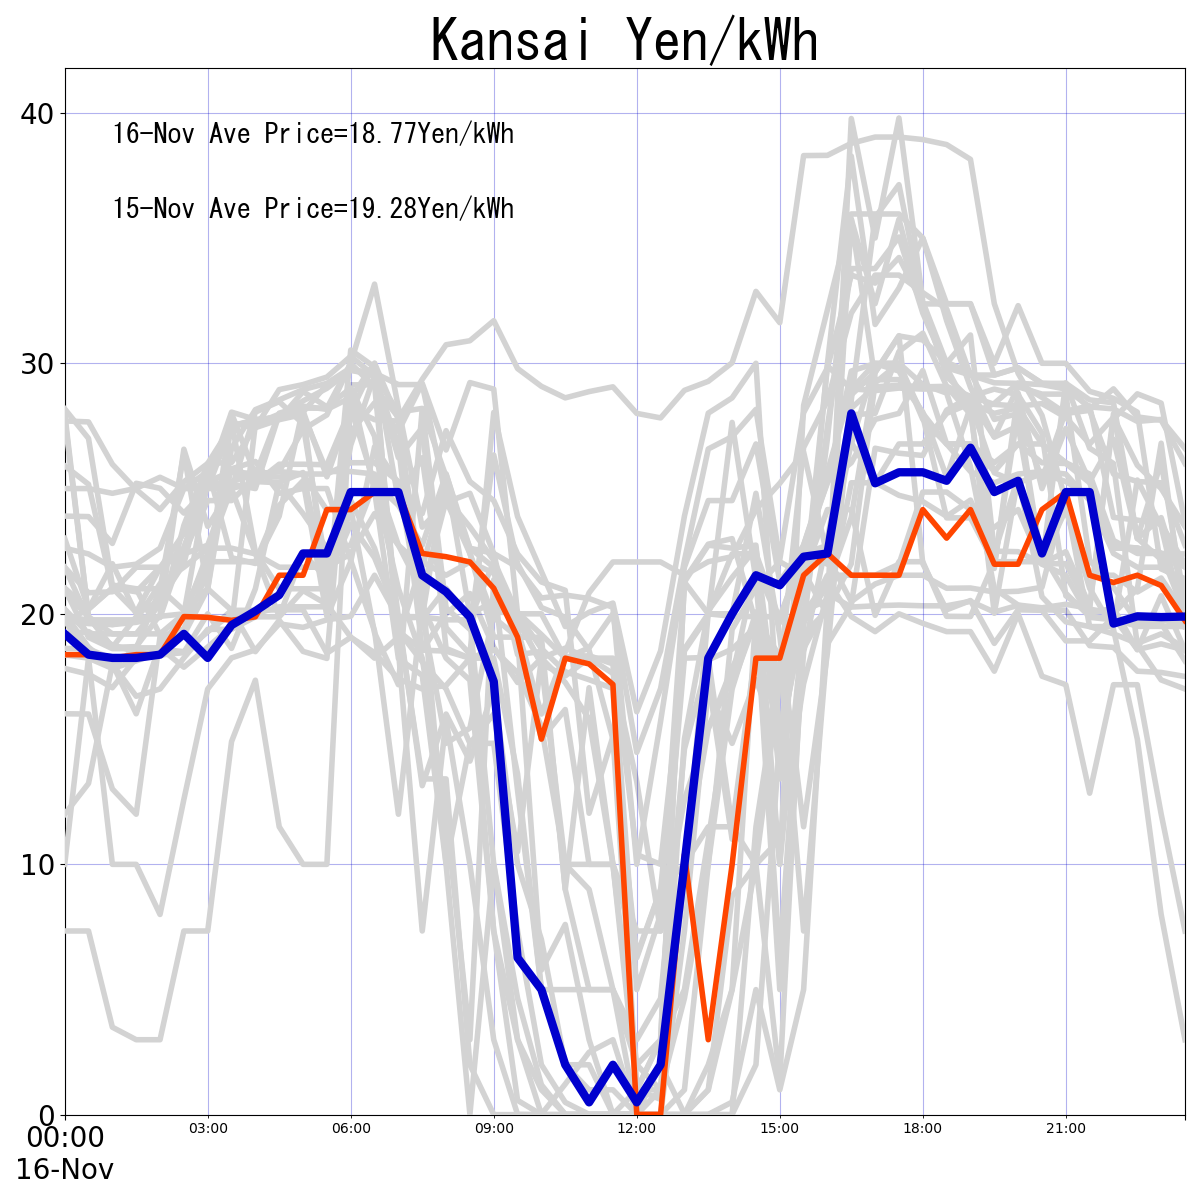 Kansai Yen/kWh
40
16-Nov Ave Price=18.77Yen/kWh
15-Nov Ave Price=19.28Yen/kWh
30
20
10
0
00:00 03:00 06:00 09:00 12:00 15:00 18:00 21:00
16-Nov